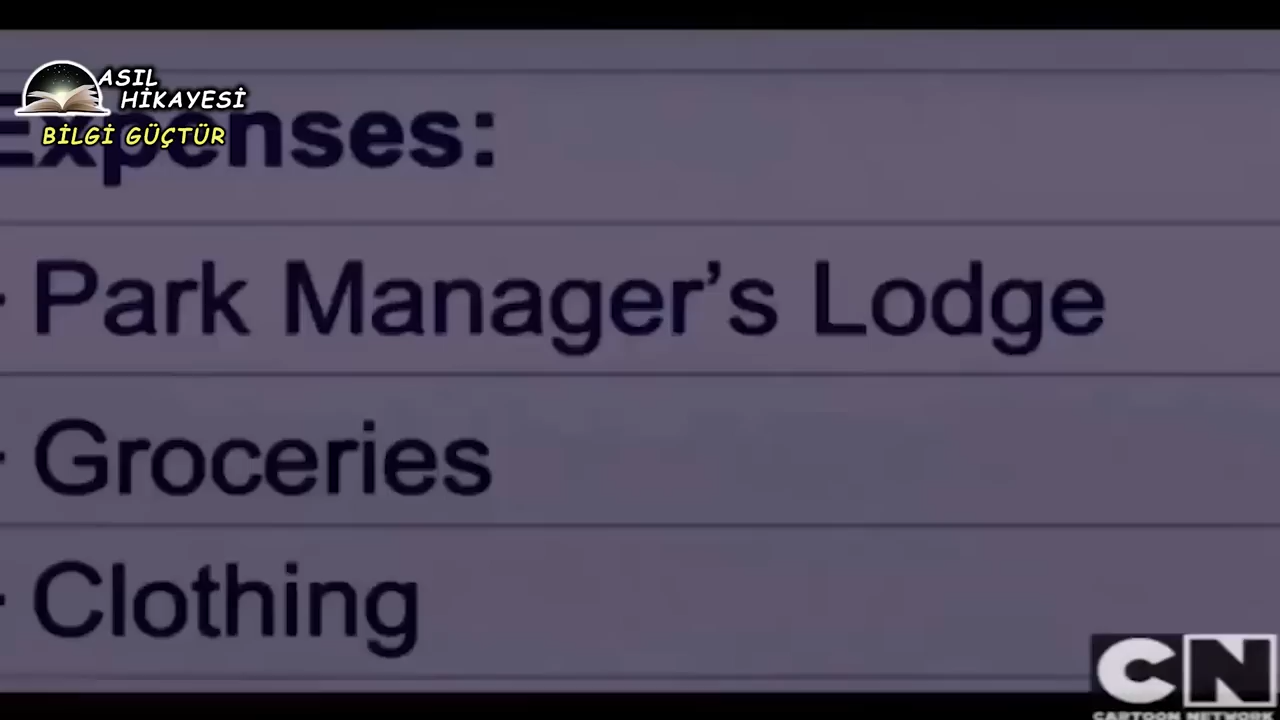 ASIL
HİKAYESİ
BİLGİ GÜÇTÜR
Expenses:
- Park Manager’s Lodge
- Groceries
- Clothing
CN
CARTOON NETWORK